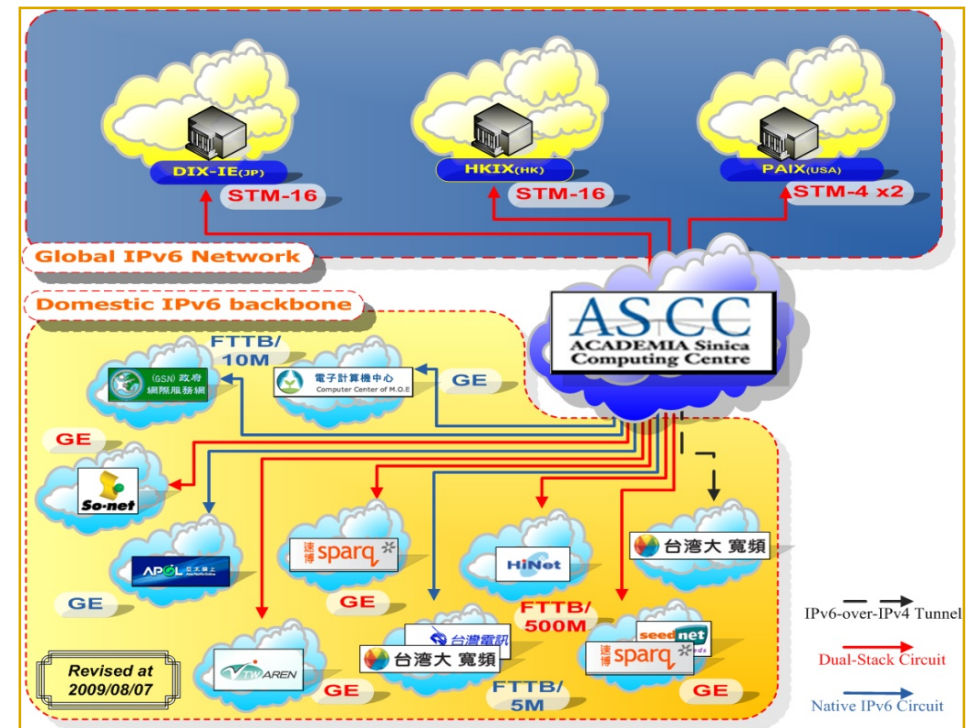 DIX-IE(JP)
STM-16
HKIX(HK)
STM-16
PAIX(USA)
STM-4 x2
Global IPv6 Network
Domestic IPv6 backbone
ASCC
ACADEMIA Sinica
Computing Centre
FTTB/
10M
(GSN) 政府
網際服務網
電子計算機中心
Computer Center of M.O.E
GE
GE
So-net
APOL 亞太線上
GE
速博 sparq
GE
HiNet
FTTB/
500M
台灣大 寬頻
TWAREN
GE
台灣電訊
台灣大 寬頻
FTTB/
5M
seednet
速博 sparq
GE
IPv6-over-IPv4 Tunnel
Dual-Stack Circuit
Native IPv6 Circuit
Revised at
2009/08/07